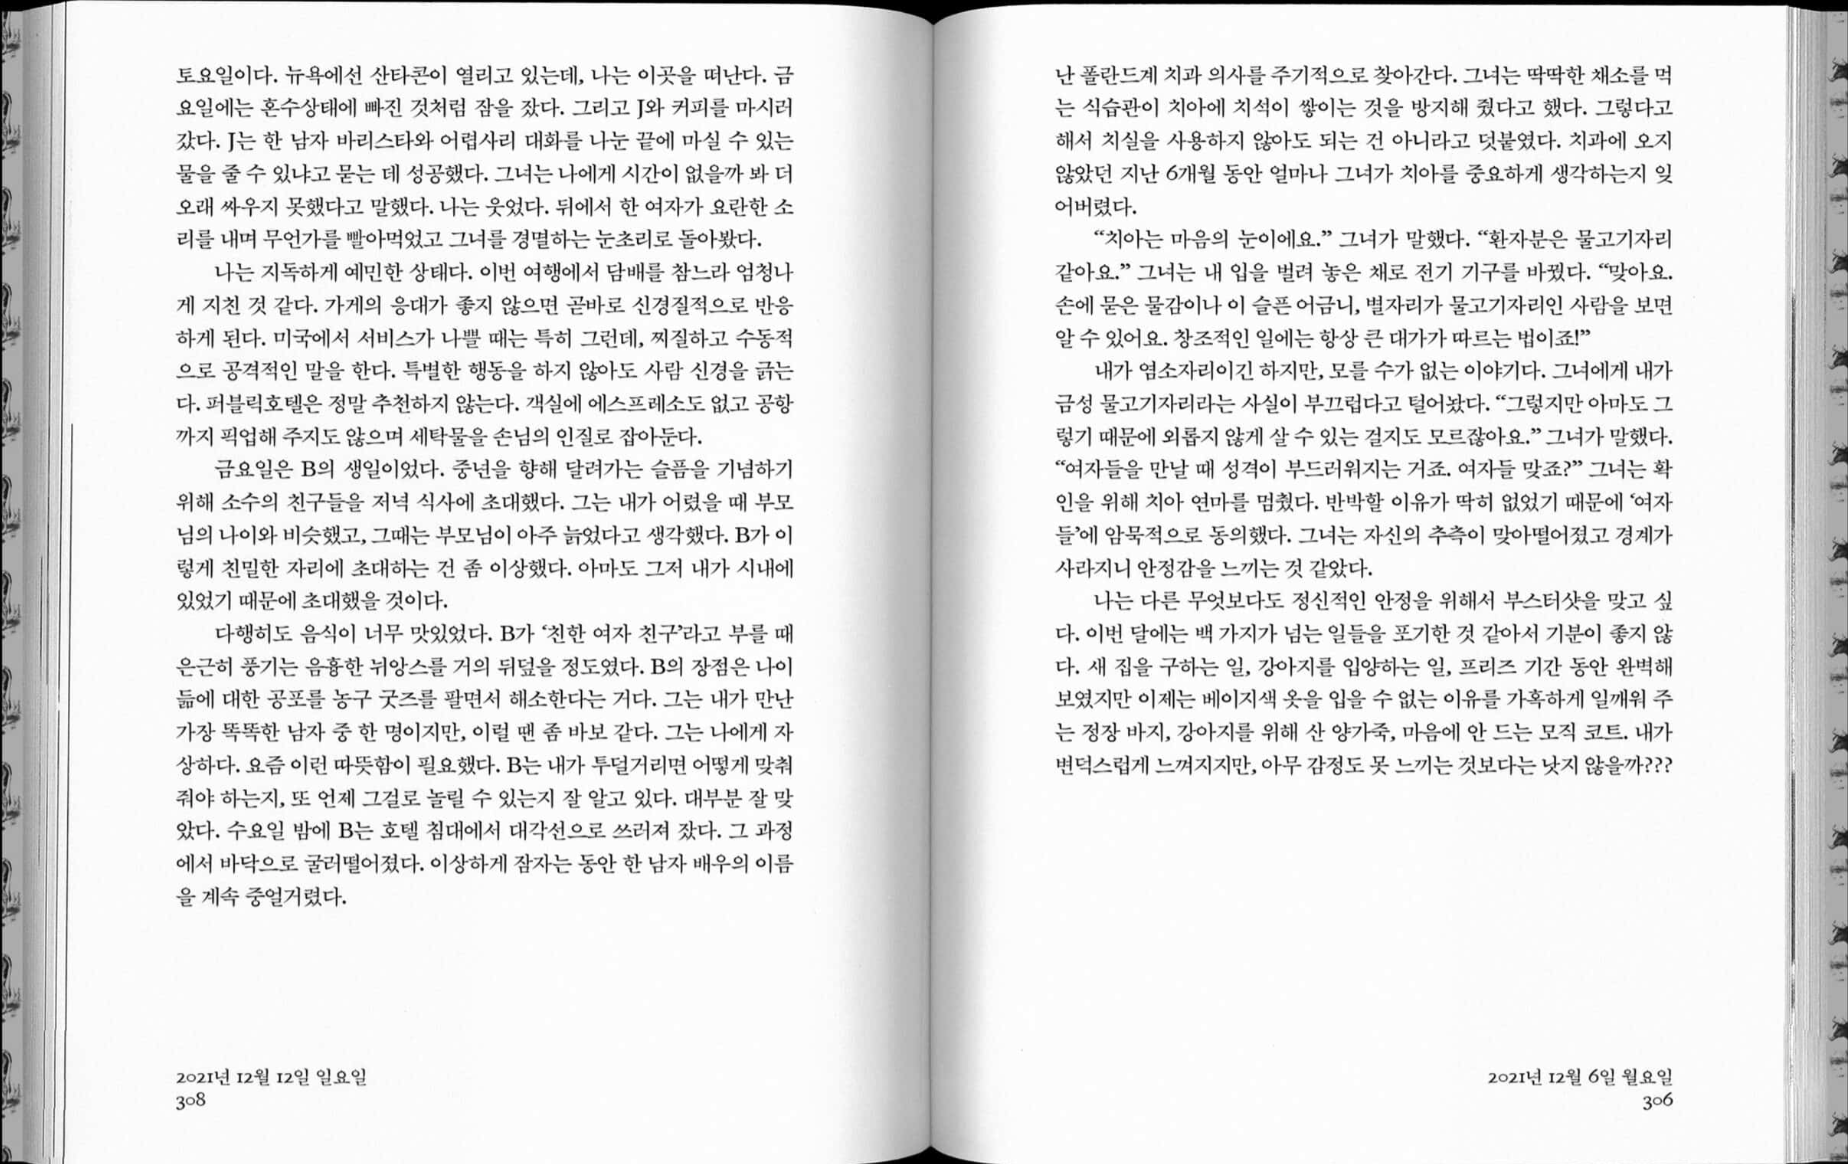 토요일이다. 뉴욕에선 산타콘이 열리고 있는데, 나는 이곳을 떠난다. 금
요일에는 혼수상태에 빠진 것처럼 잠을 잤다. 그리고 J와 커피를 마시러
갔다. J는 한 남자 바리스타와 어렵사리 대화를 나눈 끝에 마실 수 있는
물을 줄 수 있냐고 묻는 데 성공했다. 그녀는 나에게 시간이 없을까 봐 더
오래 싸우지 못했다고 말했다. 나는 웃었다. 뒤에서 한 여자가 요란한 소
리를 내며 무언가를 빨아먹었고 그녀를 경멸하는 눈초리로 돌아봤다.
나는 지독하게 예민한 상태다. 이번 여행에서 담배를 참느라 엄청나
게 지친 것 같다. 가게의 응대가 좋지 않으면 곧바로 신경질적으로 반응
하게 된다. 미국에서 서비스가 나쁠 때는 특히 그런데, 찌질하고 수동적
으로 공격적인 말을 한다. 특별한 행동을 하지 않아도 사람 신경을 긁는
다. 퍼블릭호텔은 정말 추천하지 않는다. 객실에 에스프레소도 없고 공항
까지 픽업해 주지도 않으며 세탁물을 손님의 인질로 잡아둔다.
금요일은 B의 생일이었다. 중년을 향해 달려가는 슬픔을 기념하기
위해 소수의 친구들을 저녁 식사에 초대했다. 그는 내가 어렸을 때 부모
님의 나이와 비슷했고, 그때는 부모님이 아주 늙었다고 생각했다. B가 이
렇게 친밀한 자리에 초대하는 건 좀 이상했다. 아마도 그저 내가 시내에
있었기 때문에 초대했을 것이다.
다행히도 음식이 너무 맛있었다. B가 ‘친한 여자 친구’라고 부를 때
은근히 풍기는 음흉한 뉘앙스를 거의 뒤덮을 정도였다. B의 장점은 나이
듦에 대한 공포를 농구 굿즈를 팔면서 해소한다는 거다. 그는 내가 만난
가장 똑똑한 남자 중 한 명이지만, 이럴 땐 좀 바보 같다. 그는 나에게 자
상하다. 요즘 이런 따뜻함이 필요했다. B는 내가 투덜거리면 어떻게 맞춰
줘야 하는지, 또 언제 그걸로 놀릴 수 있는지 잘 알고 있다. 대부분 잘 맞
았다. 수요일 밤에 B는 호텔 침대에서 대각선으로 쓰러져 잤다. 그 과정
에서 바닥으로 굴러떨어졌다. 이상하게 잠자는 동안 한 남자 배우의 이름
을 계속 중얼거렸다.
2021년 12월 12일 일요일
308
난 폴란드계 치과 의사를 주기적으로 찾아간다. 그녀는 딱딱한 채소를 먹
는 식습관이 치아에 치석이 쌓이는 것을 방지해 줬다고 했다. 그렇다고
해서 치실을 사용하지 않아도 되는 건 아니라고 덧붙였다. 치과에 오지
않았던 지난 6개월 동안 얼마나 그녀가 치아를 중요하게 생각하는지 잊
어버렸다.
“치아는 마음의 눈이에요.” 그녀가 말했다. “환자분은 물고기자리
같아요.” 그녀는 내 입을 벌려 놓은 채로 전기 기구를 바꿨다. “맞아요.
손에 묻은 물감이나 이 슬픈 어금니, 별자리가 물고기자리인 사람을 보면
알 수 있어요. 창조적인 일에는 항상 큰 대가가 따르는 법이죠!”
내가 염소자리이긴 하지만, 모를 수가 없는 이야기다. 그녀에게 내가
금성 물고기자리라는 사실이 부끄럽다고 털어놨다. “그렇지만 아마도 그
렇기 때문에 외롭지 않게 살 수 있는 걸지도 모르잖아요.” 그녀가 말했다.
“여자들을 만날 때 성격이 부드러워지는 거죠. 여자들 맞죠?” 그녀는 확
인을 위해 치아 연마를 멈췄다. 반박할 이유가 딱히 없었기 때문에 ‘여자
들’에 암묵적으로 동의했다. 그녀는 자신의 추측이 맞아떨어졌고 경계가
사라지니 안정감을 느끼는 것 같았다.
나는 다른 무엇보다도 정신적인 안정을 위해서 부스터샷을 맞고 싶
다. 이번 달에는 백 가지가 넘는 일들을 포기한 것 같아서 기분이 좋지 않
다. 새 집을 구하는 일, 강아지를 입양하는 일, 프리즈 기간 동안 완벽해
보였지만 이제는 베이지색 옷을 입을 수 없는 이유를 가혹하게 일깨워 주
는 정장 바지, 강아지를 위해 산 양가죽, 마음에 안 드는 모직 코트. 내가
변덕스럽게 느껴지지만, 아무 감정도 못 느끼는 것보다는 낫지 않을까???
2021년 12월 6일 월요일
306